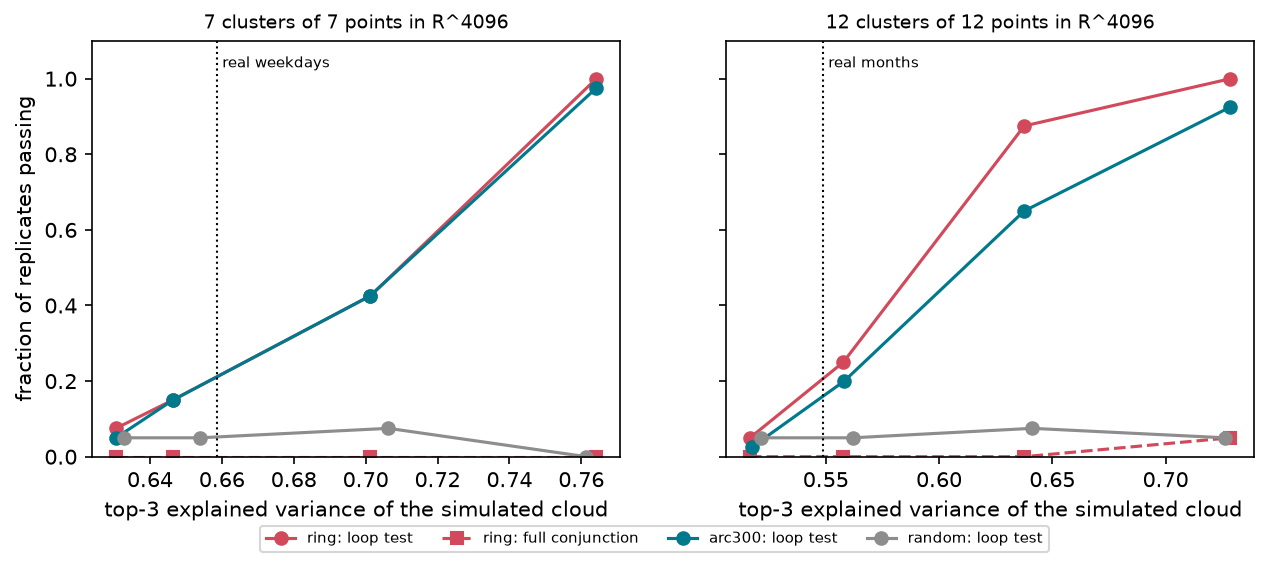 7 clusters of 7 points in R^4096
12 clusters of 12 points in R^4096
real weekdays
real months
fraction of replicates passing
1.0
0.8
0.6
0.4
0.2
0.0
0.64 0.66 0.68 0.70 0.72 0.74 0.76
0.55 0.60 0.65 0.70
top-3 explained variance of the simulated cloud
top-3 explained variance of the simulated cloud
ring: loop test ring: full conjunction arc300: loop test random: loop test